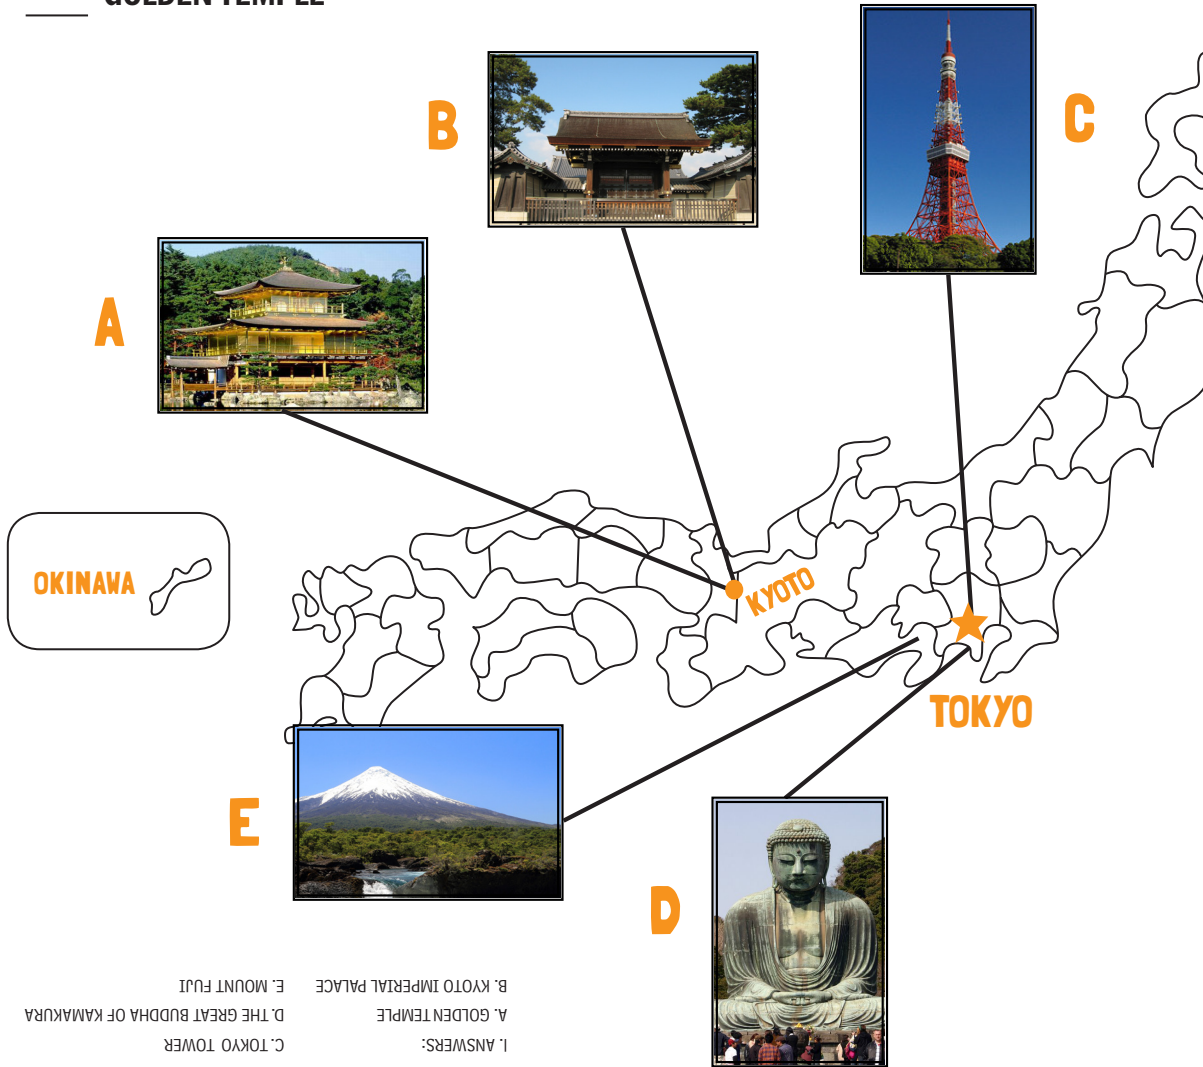 GOLDEN TEMPLE
B
C
A
OKINAWA
KYOTO
TOKYO
E
D
I. ANSWERS:
A. GOLDEN TEMPLE
B. KYOTO IMPERIAL PALACE
C. TOKYO TOWER
D. THE GREAT BUDDHA OF KAMAKURA
E. MOUNT FUJI